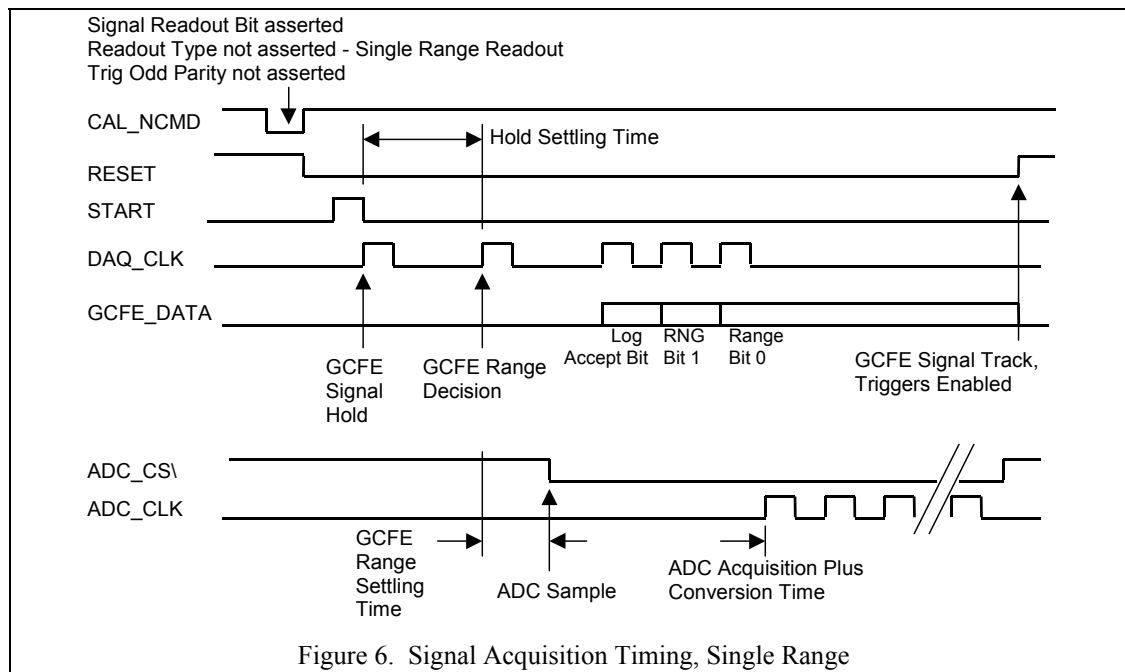 Signal Readout Bit asserted
Readout Type not asserted - Single Range Readout
Trig Odd Parity not asserted
CAL_NCMD
Hold Settling Time
RESET
START
DAQ_CLK
GCFE_DATA
Log
Accept Bit
RNG
Bit 1
Range
Bit 0
GCFE
Signal
Hold
GCFE Range
Decision
GCFE Signal Track,
Triggers Enabled
ADC_CS\
ADC_CLK
GCFE
Range
Settling
Time
ADC Sample
ADC Acquisition Plus
Conversion Time
Figure 6. Signal Acquisition Timing, Single Range